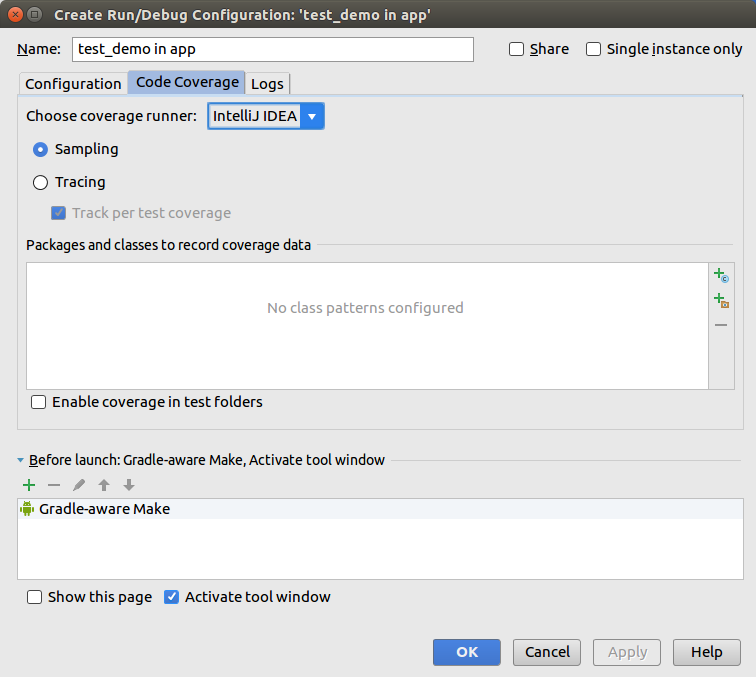 Create Run/Debug Configuration: 'test_demo in app'
Name: test_demo in app Share Single instance only
Configuration Code Coverage Logs
Choose coverage runner: IntelliJ IDEA
Sampling
Tracing
Track per test coverage
Packages and classes to record coverage data
No class patterns configured
Enable coverage in test folders
Before launch: Gradle-aware Make, Activate tool window
Gradle-aware Make
Show this page Activate tool window
OK Cancel Apply Help